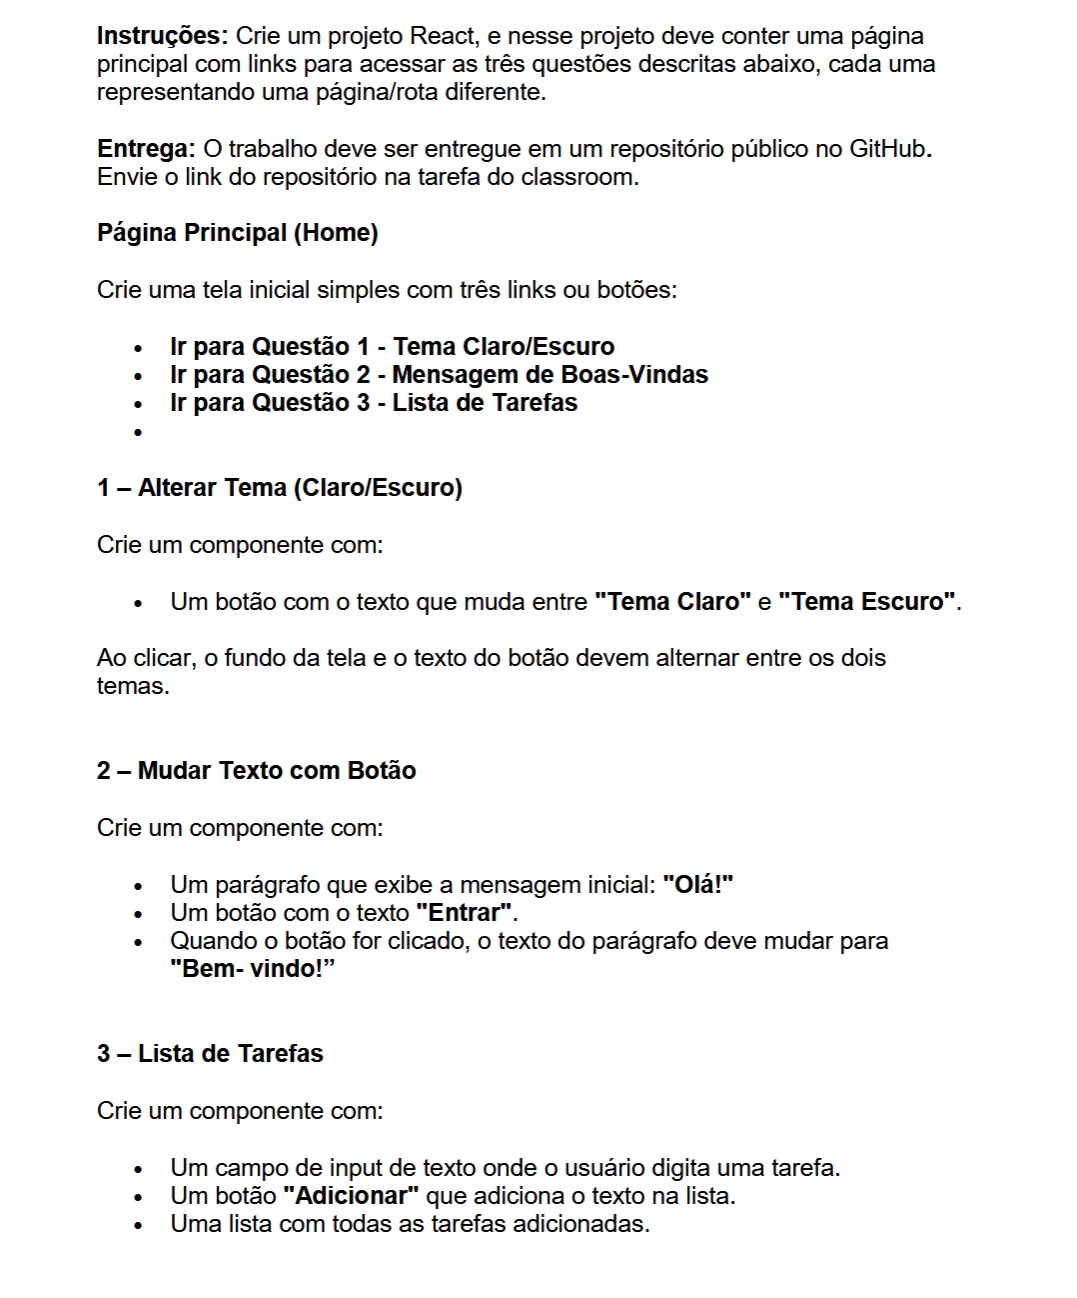 Instruções: Crie um projeto React, e nesse projeto deve conter uma página
principal com links para acessar as três questões descritas abaixo, cada uma
representando uma página/rota diferente.
Entrega: O trabalho deve ser entregue em um repositório público no GitHub.
Envie o link do repositório na tarefa do classroom.
Página Principal (Home)
Crie uma tela inicial simples com três links ou botões:
• Ir para Questão 1 - Tema Claro/Escuro
• Ir para Questão 2 - Mensagem de Boas-Vindas
• Ir para Questão 3 - Lista de Tarefas
•
1 – Alterar Tema (Claro/Escuro)
Crie um componente com:
• Um botão com o texto que muda entre "Tema Claro" e "Tema Escuro".
Ao clicar, o fundo da tela e o texto do botão devem alternar entre os dois
temas.
2 – Mudar Texto com Botão
Crie um componente com:
• Um parágrafo que exibe a mensagem inicial: "Olá!"
• Um botão com o texto "Entrar".
• Quando o botão for clicado, o texto do parágrafo deve mudar para
"Bem- vindo!”
3 – Lista de Tarefas
Crie um componente com:
• Um campo de input de texto onde o usuário digita uma tarefa.
• Um botão "Adicionar" que adiciona o texto na lista.
• Uma lista com todas as tarefas adicionadas.